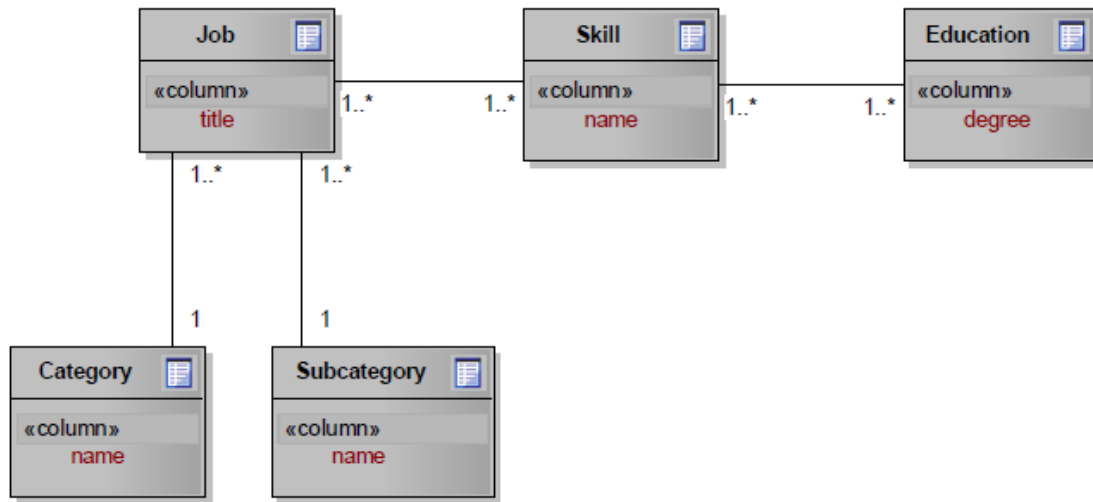 Job
«column»
title
Skill
«column»
name
Education
«column»
degree
1..*
1..*
1..*
1..*
1..*
1..*
1
1
Category
«column»
name
Subcategory
«column»
name